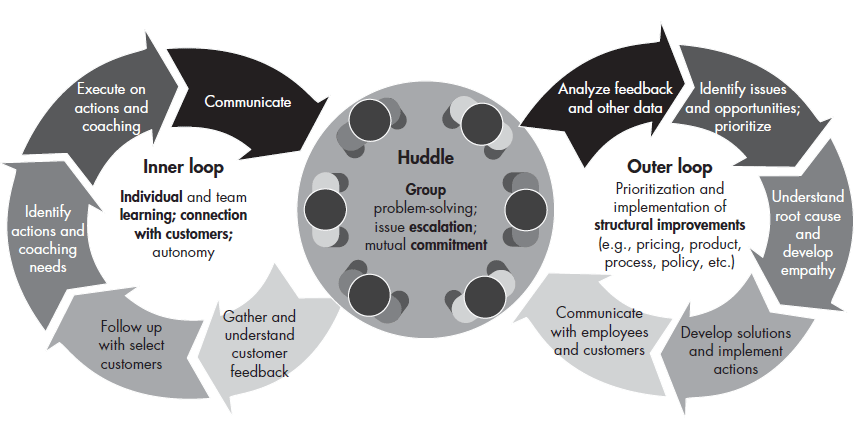 Execute on
actions and
coaching
Communicate
Inner loop
Individual and team
learning; connection
with customers;
autonomy
Identify
actions and
coaching
needs
Follow up
with select
customers
Gather and
understand
customer
feedback
Huddle
Group
problem-solving;
issue escalation;
mutual commitment
Analyze feedback
and other data
Identify issues
and opportunities;
prioritize
Outer loop
Prioritization and
implementation of
structural improvements
(e.g., pricing, product,
process, policy, etc.)
Understand
root cause
and
develop
empathy
Develop solutions
and implement
actions
Communicate
with employees
and customers